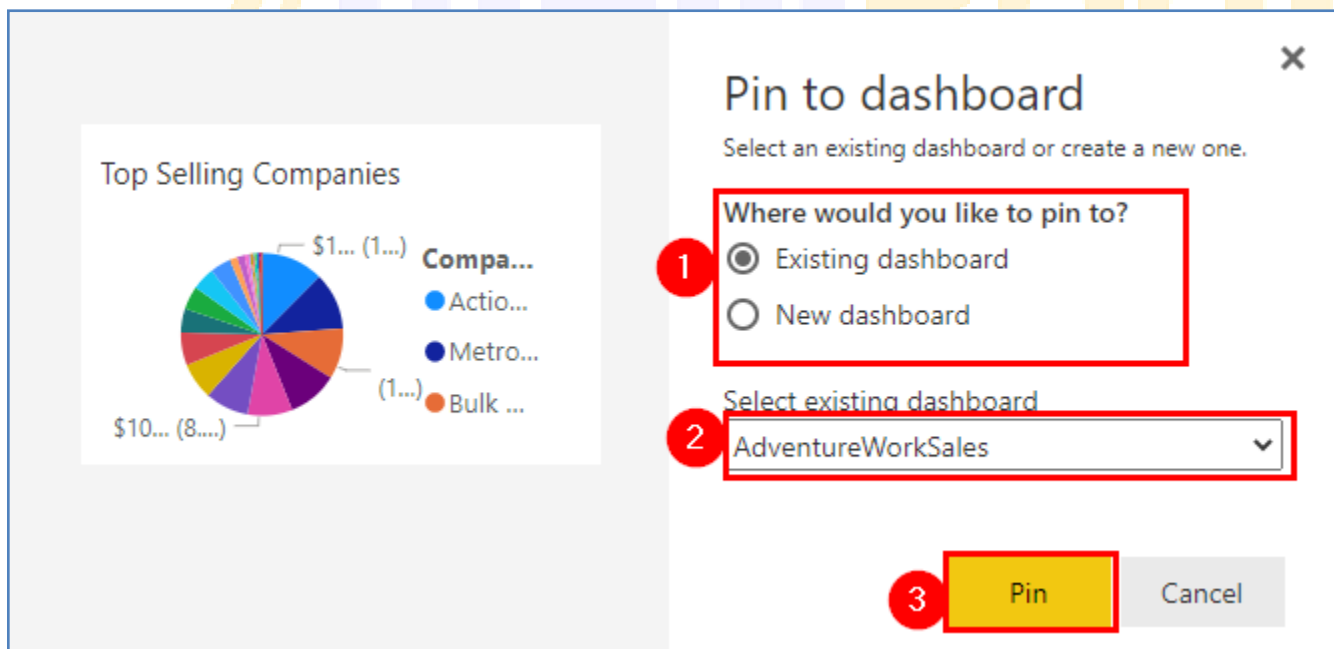 Pin to dashboard
Select an existing dashboard or create a new one.
Top Selling Companies
Where would you like to pin to?
1
Existing dashboard
New dashboard
$1... (1...)
Compa...
Actio...
Metro...
Bulk ...
(1...)
$10... (8....)
Select existing dashboard
2
AdventureWorkSales
3
Pin
Cancel